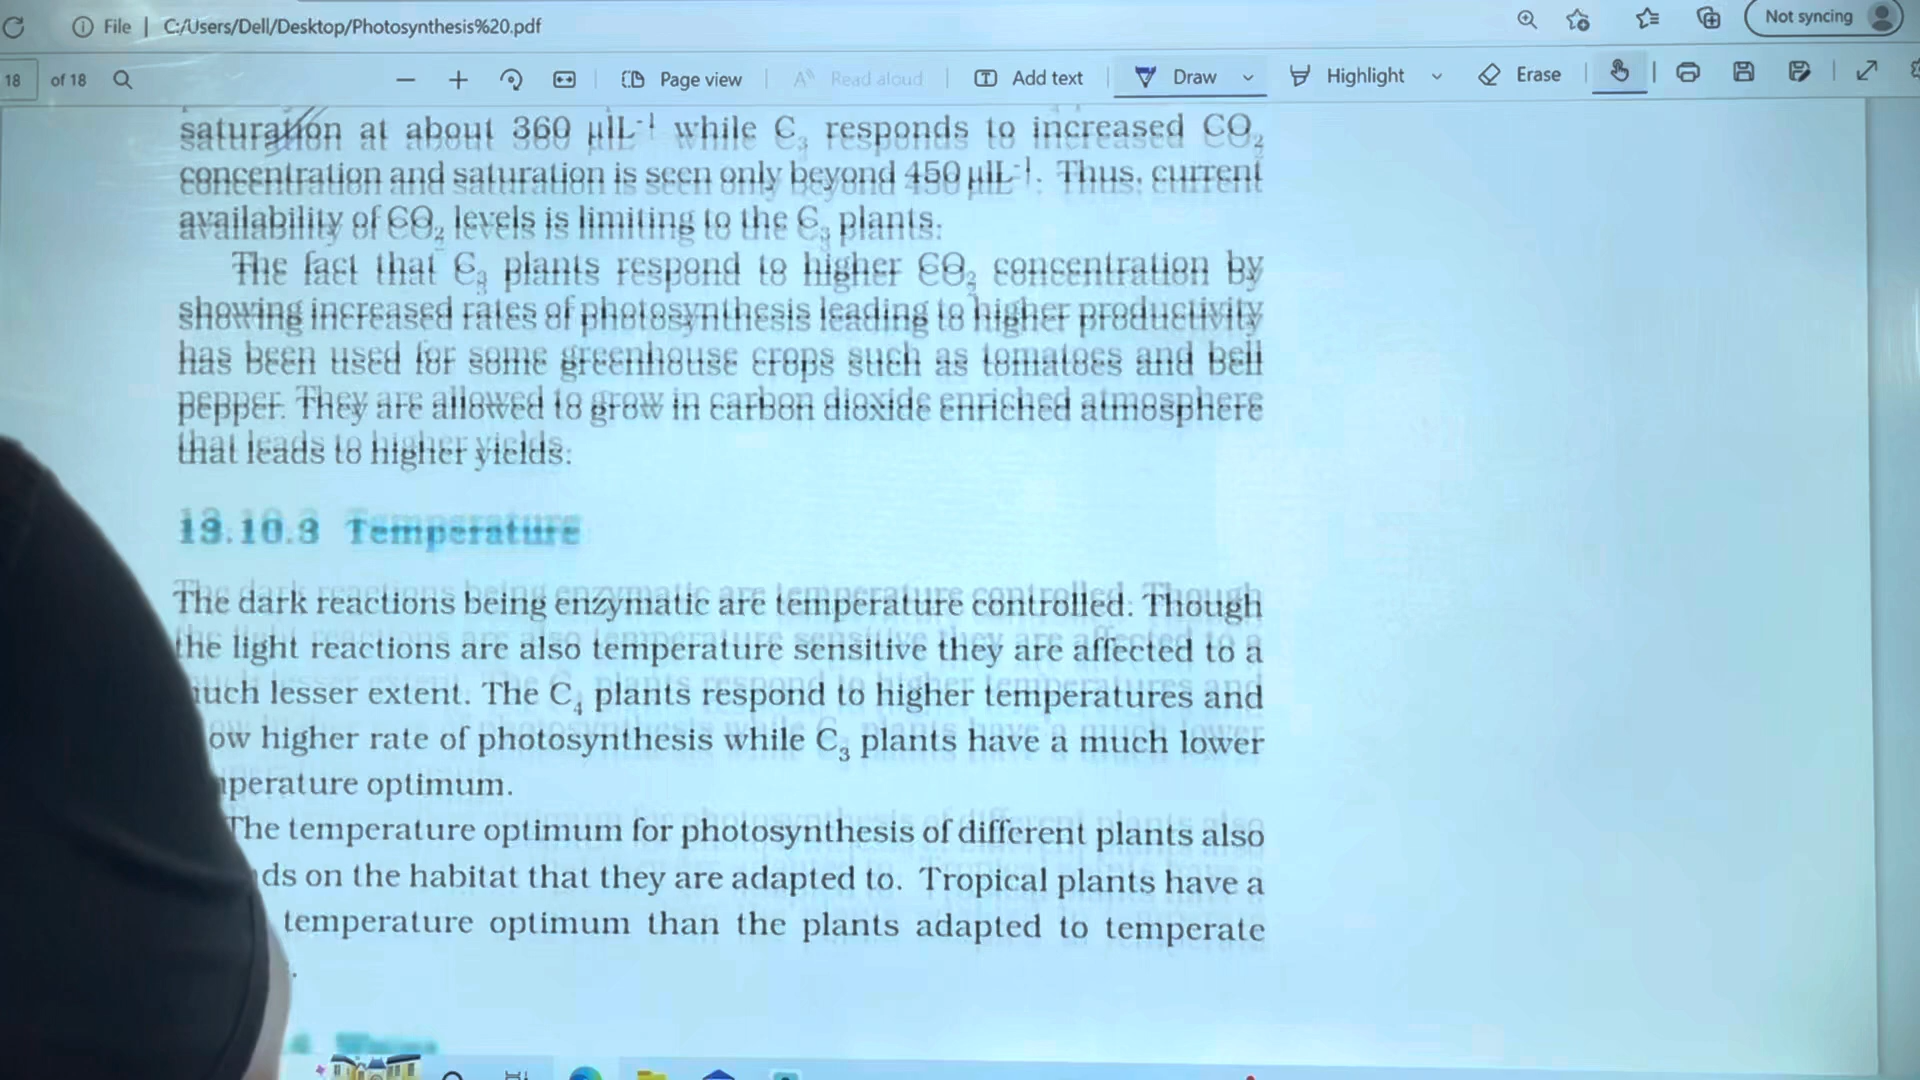 File | C:/Users/Dell/Desktop/Photosynthesis%20.pdf
Not syncing
18 of 18 Page view Read aloud Add text Draw Highlight Erase
saturation at about 360 µlL⁻¹ while C₃ responds to increased CO₂
concentration and saturation is seen only beyond 450 µlL⁻¹. Thus, current
availability of CO₂ levels is limiting to the C₃ plants.
The fact that C₃ plants respond to higher CO₂ concentration by
showing increased rates of photosynthesis leading to higher productivity
has been used for some greenhouse crops such as tomatoes and bell
pepper. They are allowed to grow in carbon dioxide enriched atmosphere
that leads to higher yields.
13.10.3 Temperature
The dark reactions being enzymatic are temperature controlled. Though
the light reactions are also temperature sensitive they are affected to a
uch lesser extent. The C₄ plants respond to higher temperatures and
ow higher rate of photosynthesis while C₃ plants have a much lower
perature optimum.
The temperature optimum for photosynthesis of different plants also
ds on the habitat that they are adapted to. Tropical plants have a
temperature optimum than the plants adapted to temperate